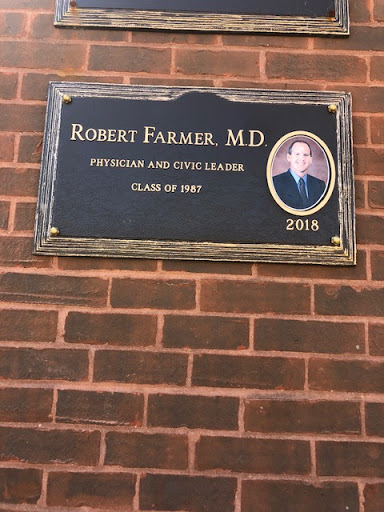 ROBERT FARMER, M.D.
PHYSICIAN AND CIVIC LEADER
CLASS OF 1987
2018